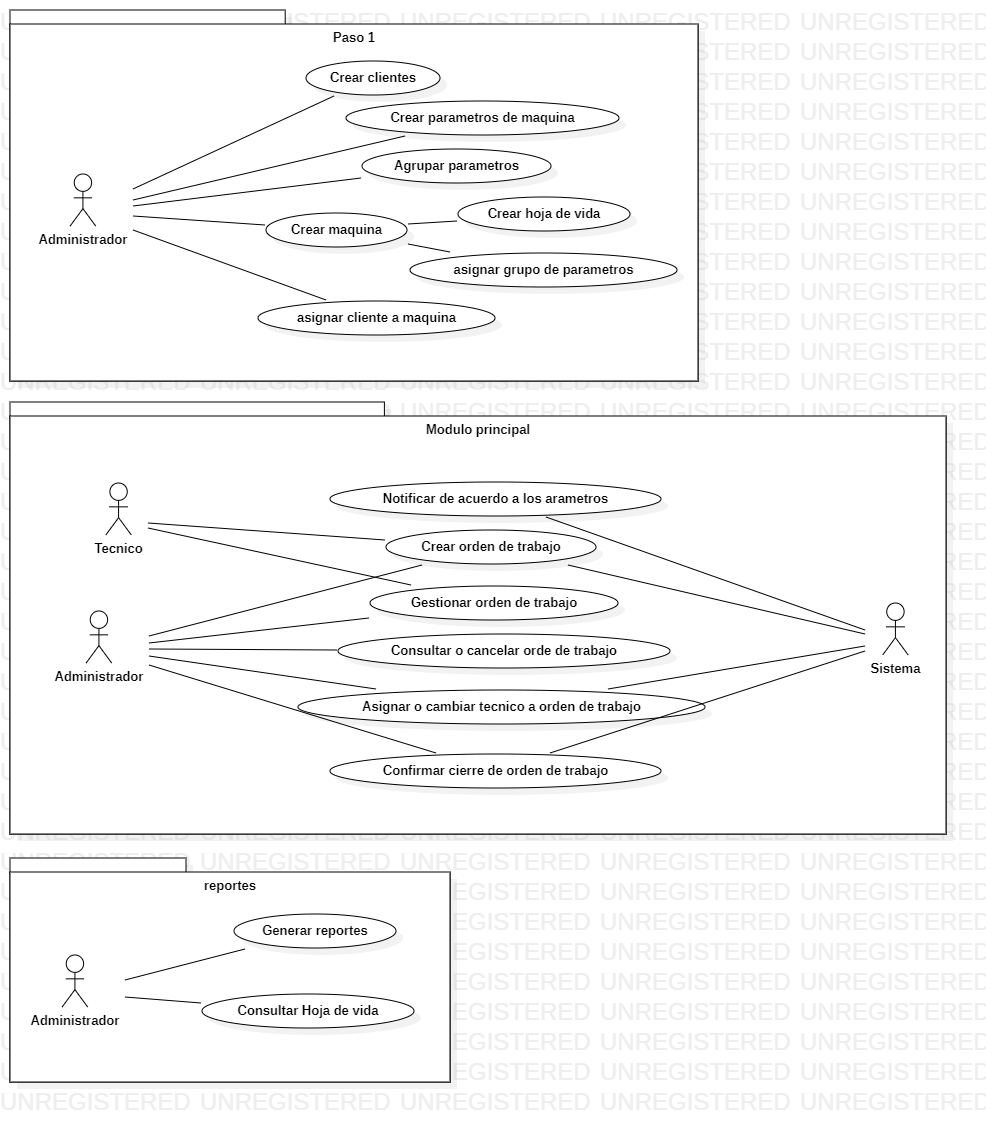 Paso 1
Crear clientes
Crear parametros de maquina
Agrupar parametros
Crear hoja de vida
Crear maquina
Administrador
asignar grupo de parametros
asignar cliente a maquina
Modulo principal
Notificar de acuerdo a los arametros
Tecnico
Crear orden de trabajo
Gestionar orden de trabajo
Consultar o cancelar orde de trabajo
Administrador
Sistema
Asignar o cambiar tecnico a orden de trabajo
Confirmar cierre de orden de trabajo
reportes
Generar reportes
Consultar Hoja de vida
Administrador
UNREGISTERED UNREGISTERED UNREGISTERED UNREGISTERED UNREGISTERED